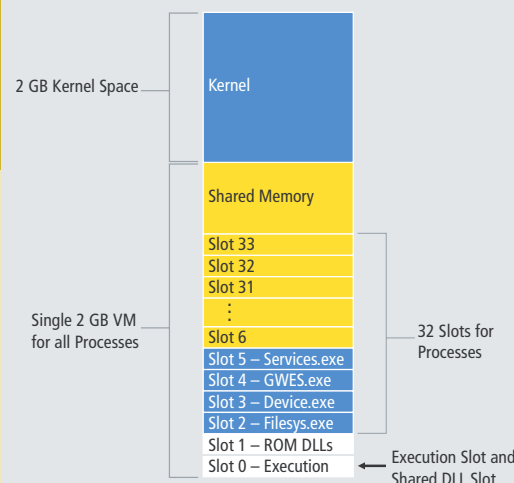 2 GB Kernel Space
Kernel
Shared Memory
Slot 33
Slot 32
Slot 31
⋮
Slot 6
Slot 5 – Services.exe
Slot 4 – GWES.exe
Slot 3 – Device.exe
Slot 2 – Filesys.exe
Slot 1 – ROM DLLs
Slot 0 – Execution
Single 2 GB VM
for all Processes
32 Slots for
Processes
Execution Slot and
Shared DLL Slot